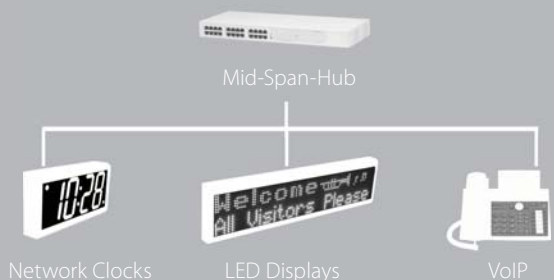 Mid-Span-Hub
10:28
Welcome
All Visitors Please
Network Clocks
LED Displays
VoIP